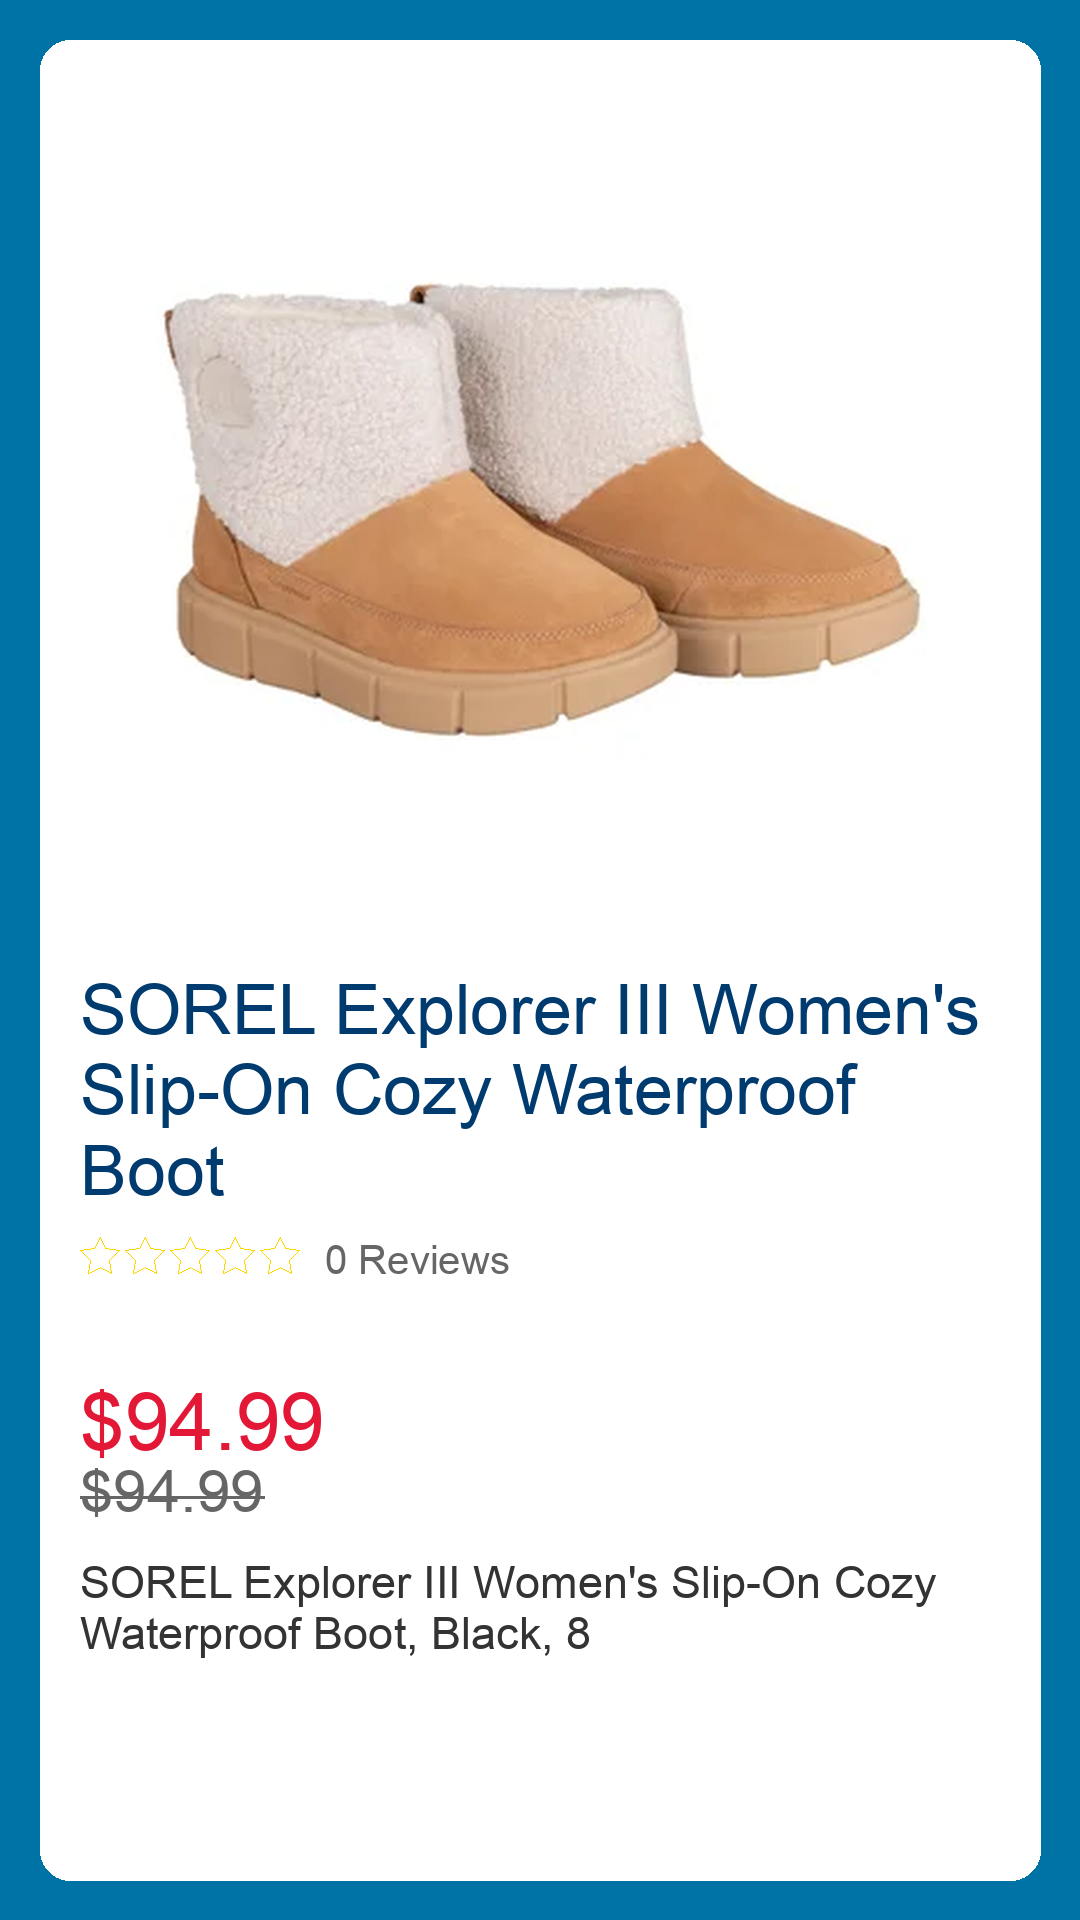 SOREL Explorer III Women's
Slip-On Cozy Waterproof
Boot
0 Reviews
$94.99
$94.99
SOREL Explorer III Women's Slip-On Cozy
Waterproof Boot, Black, 8